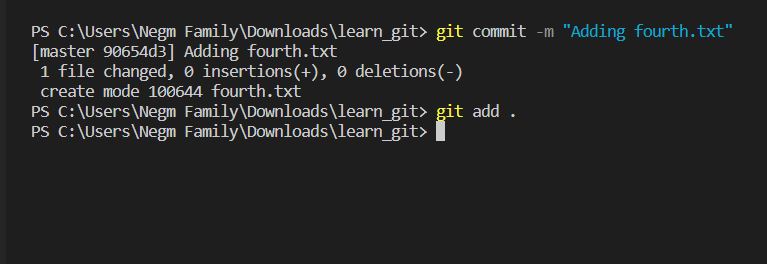 PS C:\Users\Negm Family\Downloads\learn_git> git commit -m "Adding fourth.txt"
[master 90654d3] Adding fourth.txt
 1 file changed, 0 insertions(+), 0 deletions(-)
 create mode 100644 fourth.txt
PS C:\Users\Negm Family\Downloads\learn_git> git add .
PS C:\Users\Negm Family\Downloads\learn_git>